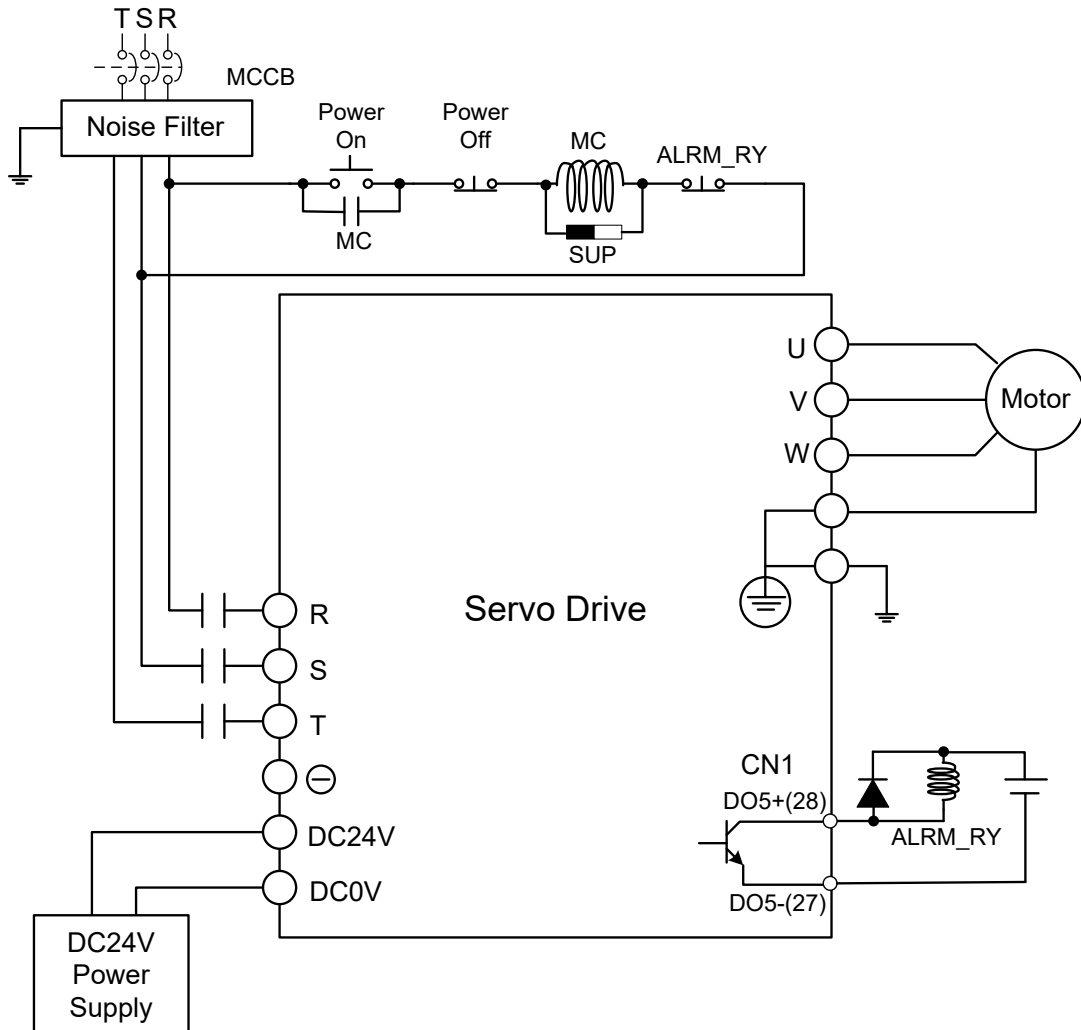 T S R
MCCB
Noise Filter
Power
On
Power
Off
MC
ALRM_RY
MC
SUP
U
V
W
Motor
Servo Drive
R
S
T
CN1
DO5+(28)
ALRM_RY
DO5-(27)
DC24V
DC0V
DC24V
Power
Supply